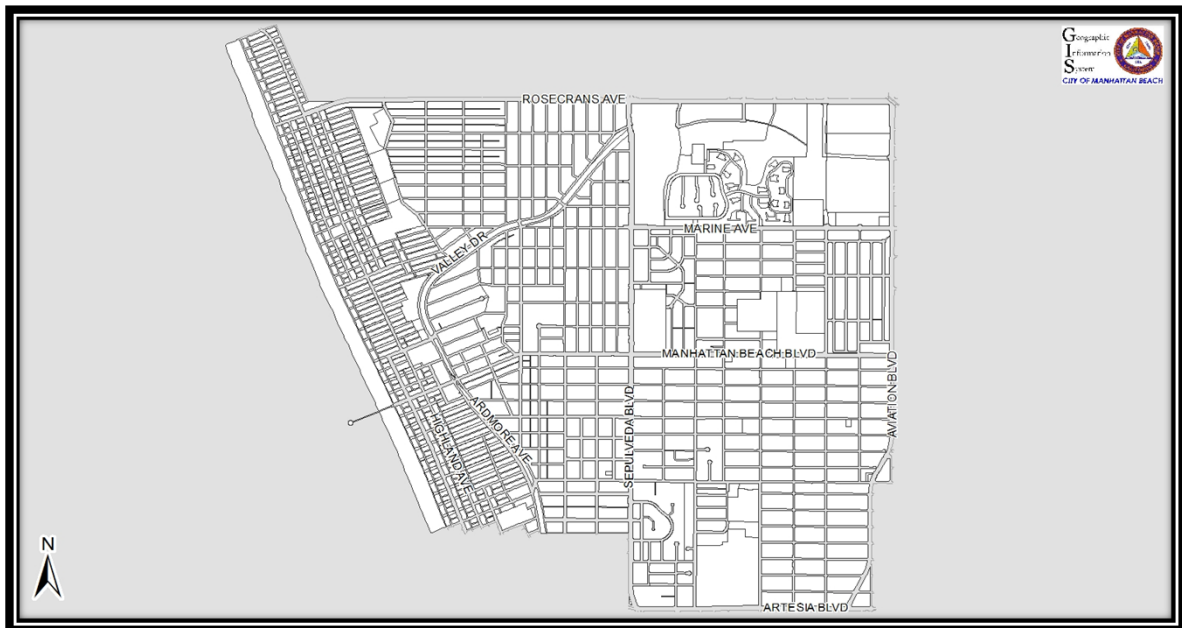 Geographic
Information
System
CITY OF MANHATTAN BEACH
ROSECRANS AVE
MARINE AVE
VALLEY DR
MANHATTAN BEACH BLVD
AVIATION BLVD
SEPULVEDA BLVD
ARDMORE AVE
HIGHLAND AVE
N
ARTESIA BLVD